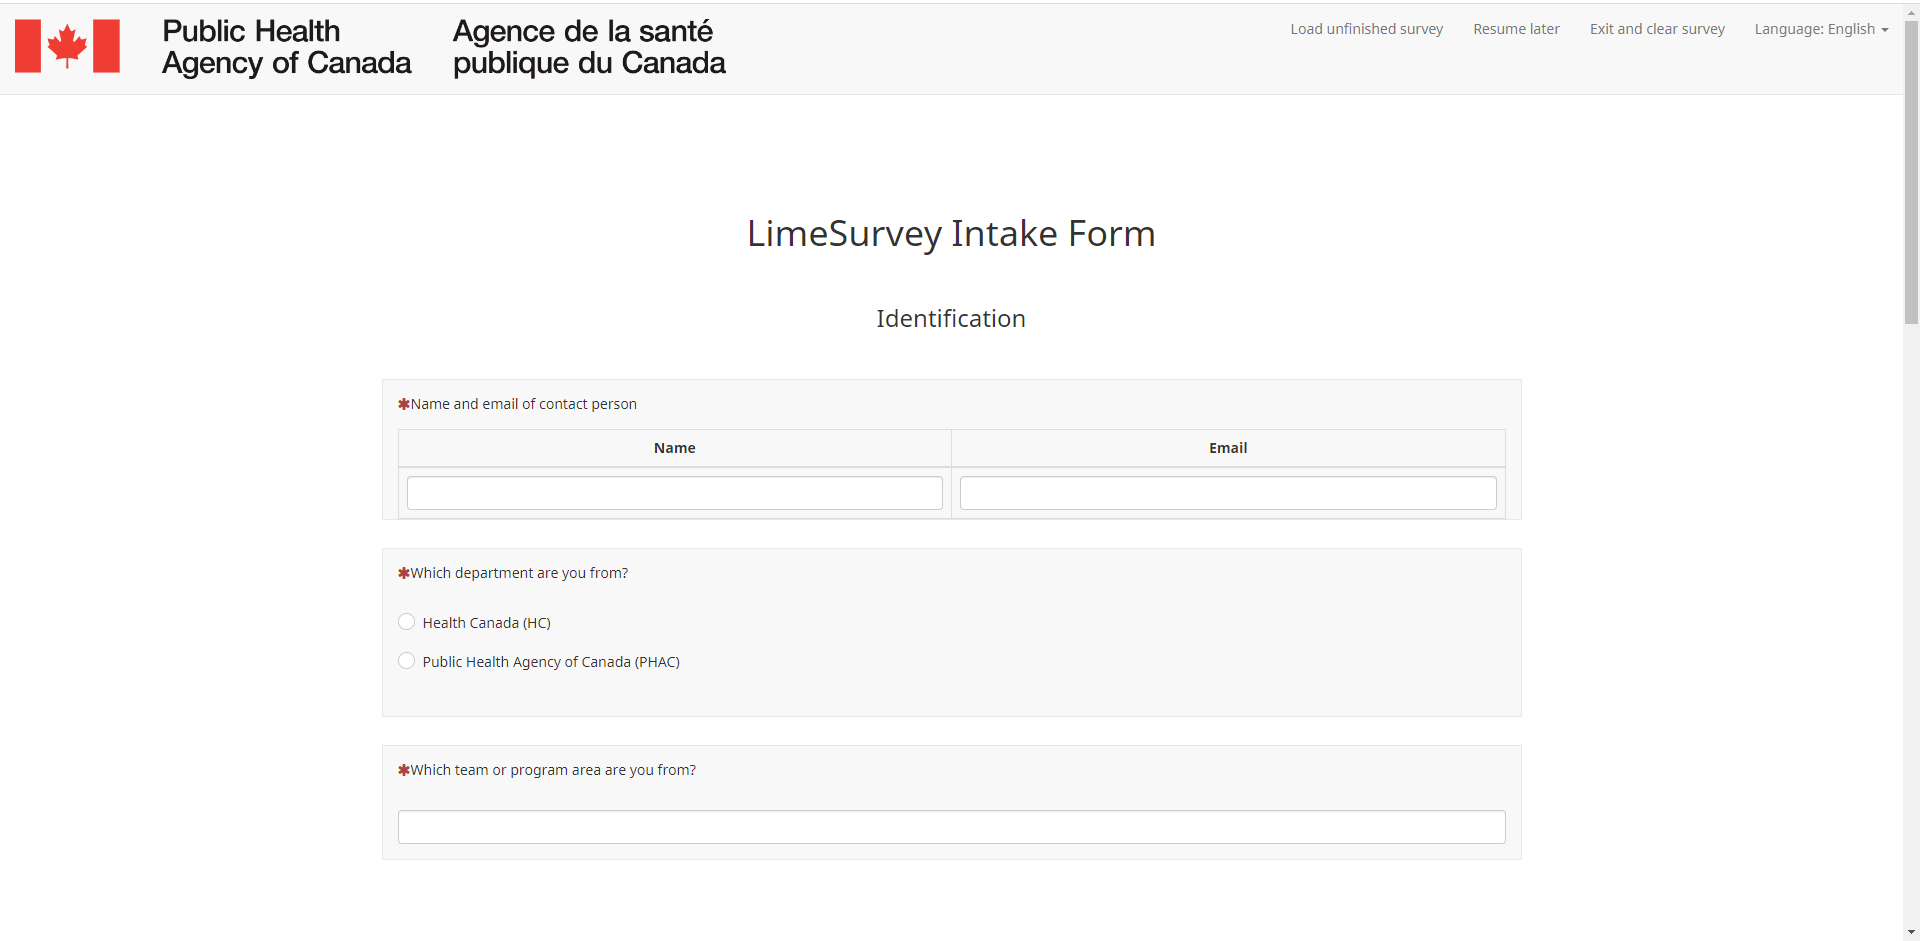 Public Health
Agency of Canada
Agence de la santé
publique du Canada
Load unfinished survey
Resume later
Exit and clear survey
Language: English
LimeSurvey Intake Form
Identification
✱Name and email of contact person
Name
Email
✱Which department are you from?
Health Canada (HC)
Public Health Agency of Canada (PHAC)
✱Which team or program area are you from?